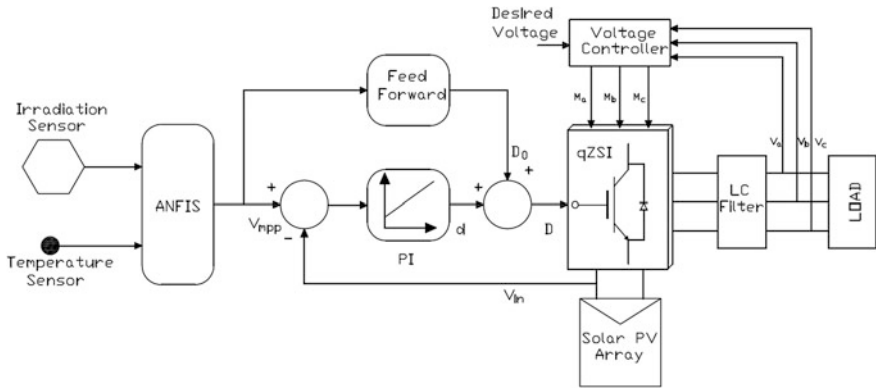 Desired
Voltage
Voltage
Controller
Ma
Mb
Mc
Feed
Forward
Irradiation
Sensor
qZSI
Va
Vb
Vc
D0
+
ANFIS
+
+
LC
Filter
LOAD
Vmpp
-
d
D
PI
Temperature
Sensor
Vin
Solar PV
Array